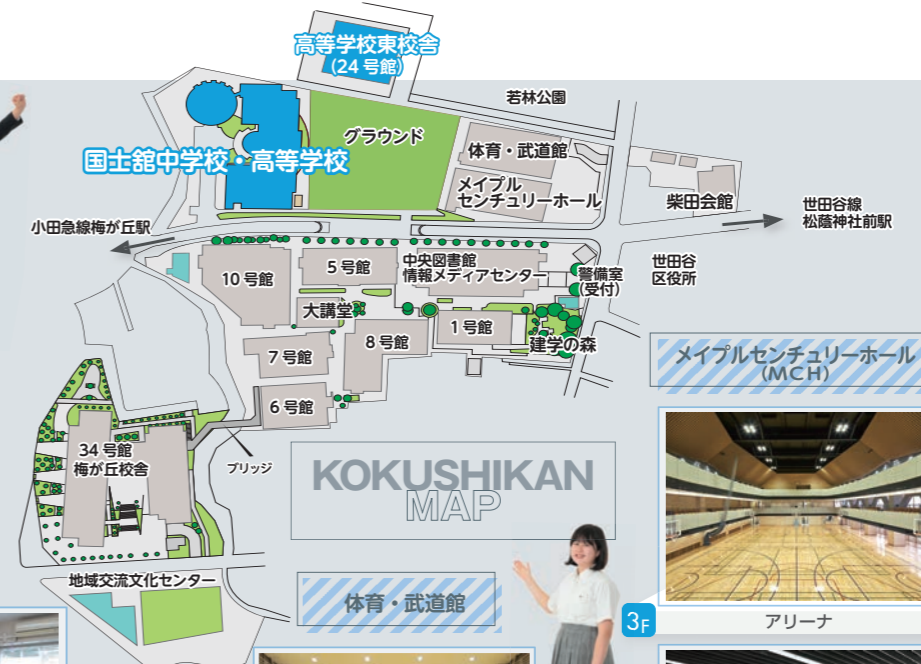 高等学校東校舎
(24号館)
若林公園
グラウンド
国士舘中学校・高等学校
体育・武道館
メイプル
センチュリーホール
柴田会館
世田谷線
松蔭神社前駅
小田急線梅が丘駅
10号館
5号館
中央図書館
情報メディアセンター
警備室
(受付)
世田谷
区役所
大講堂
8号館
1号館
建学の森
7号館
6号館
メイプルセンチュリーホール
(MCH)
34号館
梅が丘校舎
ブリッジ
KOKUSHIKAN
MAP
地域交流文化センター
体育・武道館
3F
アリーナ